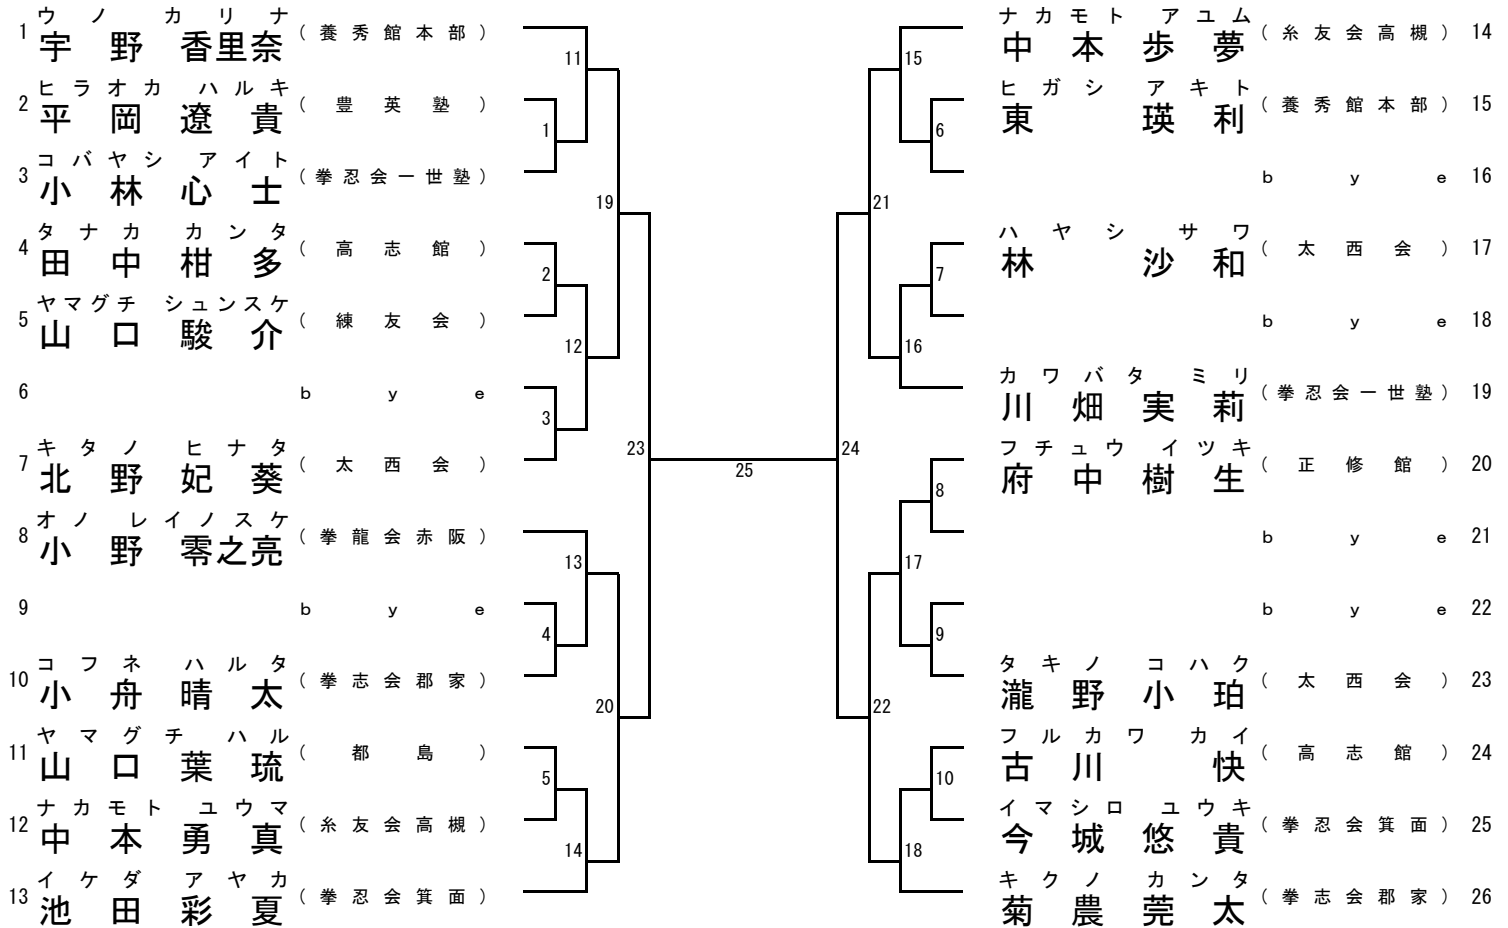 ウノ カリナ
1 宇野 香里奈 (養秀館本部)
ヒラオカ ハルキ
2 平岡 遼貴 (豊英塾)
コバヤシ アイト
3 小林 心士 (拳忍会一世塾)
タナカ カンタ
4 田中 柑多 (高志館)
ヤマグチ シュンスケ
5 山口 駿介 (練友会)
6 bye
キタノ ヒナタ
7 北野 妃葵 (太西会)
オノ レイノスケ
8 小野 零之亮 (拳龍会赤阪)
9 bye
コフネ ハルタ
10 小舟 晴太 (拳志会郡家)
ヤマグチ ハル
11 山口 葉琉 (都島)
ナカモト ユウマ
12 中本 勇真 (糸友会高槻)
イケダ アヤカ
13 池田 彩夏 (拳忍会箕面)
11
1
19
2
12
3
23
13
4
20
5
14
25
15
6
21
7
16
24
8
17
9
22
10
18
ナカモト アユム
中本 歩夢 (糸友会高槻) 14
ヒガシ アキト
東 瑛利 (養秀館本部) 15
bye 16
ハヤシ サワ
林 沙和 (太西会) 17
bye 18
カワバタ ミリ
川畑 実莉 (拳忍会一世塾) 19
フチュウ イツキ
府中 樹生 (正修館) 20
bye 21
bye 22
タキノ コハク
瀧野 小珀 (太西会) 23
フルカワ カイ
古川 快 (高志館) 24
イマシロ ユウキ
今城 悠貴 (拳忍会箕面) 25
キクノ カンタ
菊農 莞太 (拳志会郡家) 26